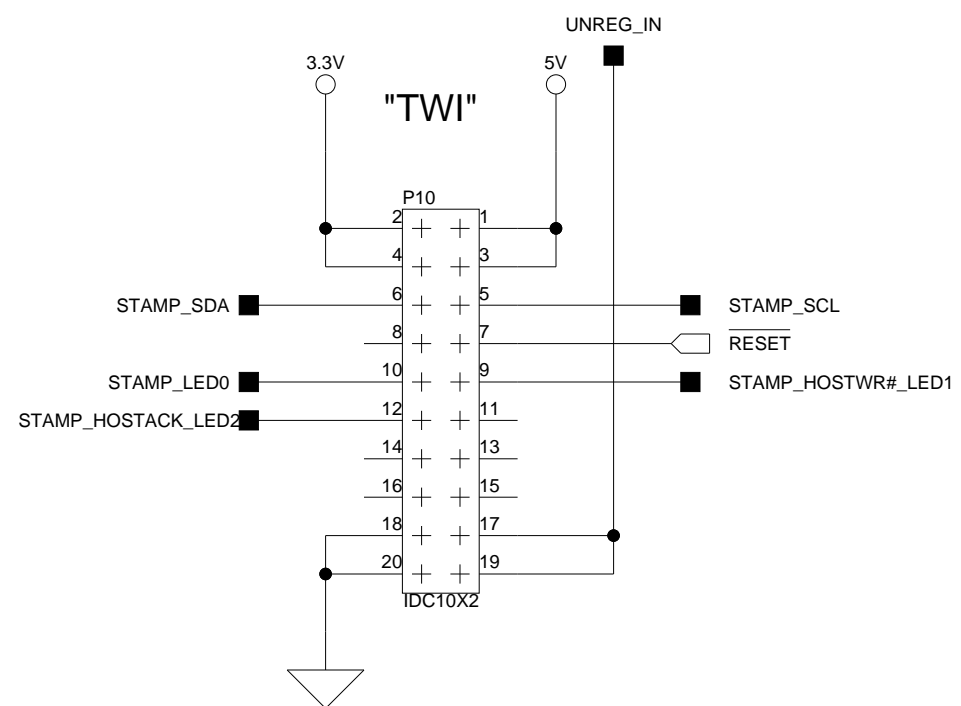 UNREG_IN
3.3V
5V
"TWI"
P10
2 1
4 3
STAMP_SDA 6 5 STAMP_SCL
8 7 RESET
STAMP_LED0 10 9 STAMP_HOSTWR#_LED1
STAMP_HOSTACK_LED2 12 11
14 13
16 15
18 17
20 19
IDC10X2